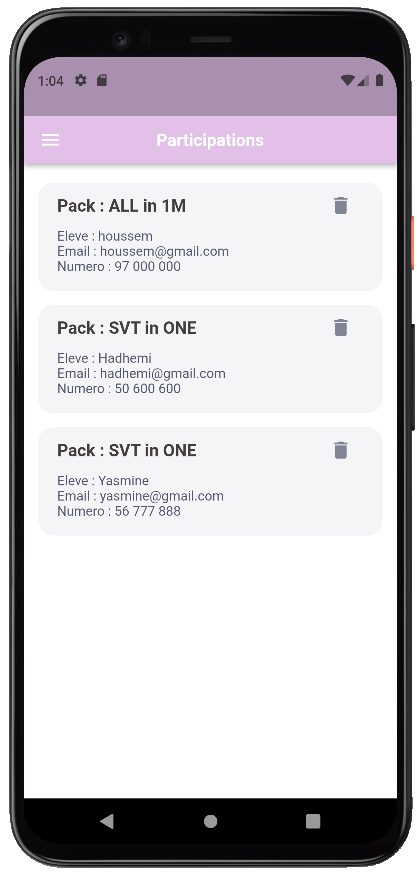 1:04
Participations
Pack : ALL in 1M
Eleve : houssem
Email : houssem@gmail.com
Numero : 97 000 000
Pack : SVT in ONE
Eleve : Hadhemi
Email : hadhemi@gmail.com
Numero : 50 600 600
Pack : SVT in ONE
Eleve : Yasmine
Email : yasmine@gmail.com
Numero : 56 777 888